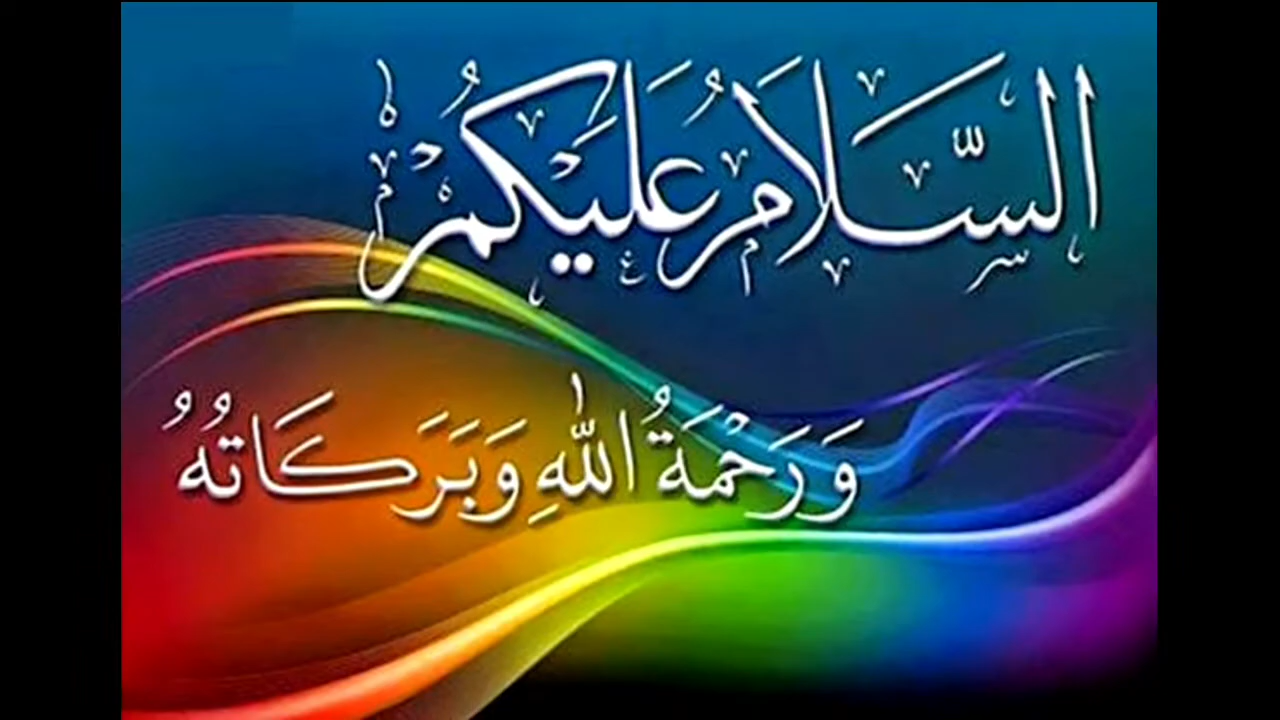 السَّلَامُ عَلَيْكُمْ
وَرَحْمَةُ اللهِ وَبَرَكَاتُهُ